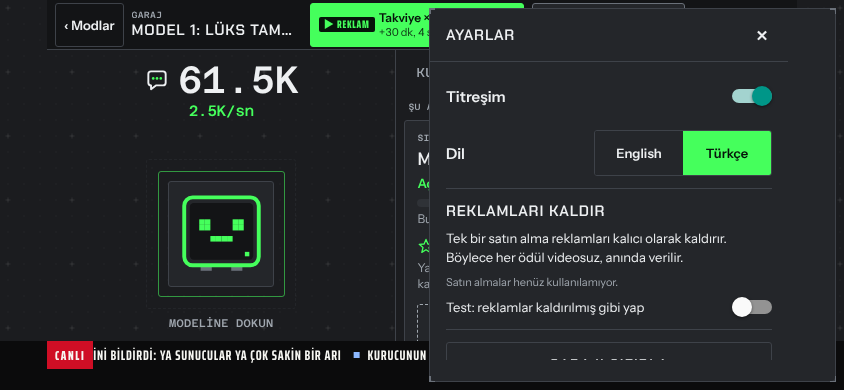 ‹ Modlar
GARAJ
MODEL 1: LÜKS TAM...
REKLAM
Takviye
+30 dk, 4
61.5K
2.5K/sn
MODELİNE DOKUN
CANLI
İNİ BİLDİRDİ: YA SUNUCULAR YA ÇOK SAKİN BİR ARI
KURUCUNUN
AYARLAR
×
Titreşim
Dil
English
Türkçe
REKLAMLARI KALDIR
Tek bir satın alma reklamları kalıcı olarak kaldırır.
Böylece her ödül videosuz, anında verilir.
Satın almalar henüz kullanılamıyor.
Test: reklamlar kaldırılmış gibi yap